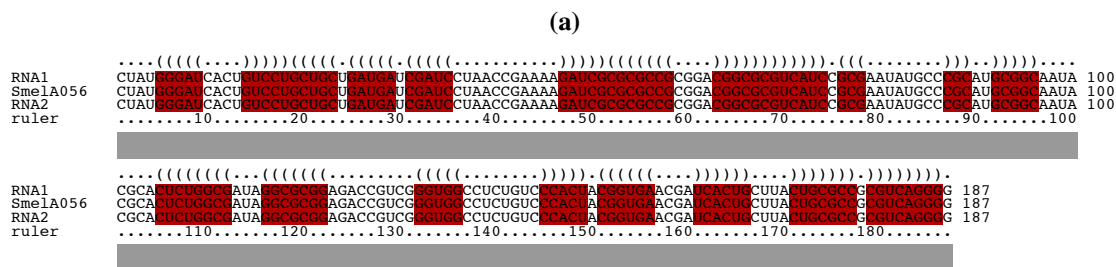 (a)
....(((((....)))))(((((.(((((.(((((...........)))))(((((((....)))))))))))).(((........)))..)))))....
RNA1 CUAUGGGAUCACUGUCCUGCUGCUGAUGAUCGAUCCUAACCGAAAAGAUCGCGCGCCGCGGACGGCGCGUCAUCCGCGAAUAUGCCCGCAUGCGGCAAUA 100
SmelA056 CUAUGGGAUCACUGUCCUGCUGCUGAUGAUCGAUCCUAACCGAAAAGAUCGCGCGCCGCGGACGGCGCGUCAUCCGCGAAUAUGCCCGCAUGCGGCAAUA 100
RNA2 CUAUGGGAUCACUGUCCUGCUGCUGAUGAUCGAUCCUAACCGAAAAGAUCGCGCGCCGCGGACGGCGCGUCAUCCGCGAAUAUGCCCGCAUGCGGCAAUA 100
ruler ........10........20........30........40........50........60........70........80........90.......100
....((((((((...(((((((.........(((((........))))).((((((....))))))....))))))).)))))))).
RNA1 CGCACUCUGGCGAUAGGCGCGGAGACCGUCGGGUGGCCUCUGUCCCACUACGGUGAACGAUCACUGCUUACUGCGCCGCGUCAGGGG 187
SmelA056 CGCACUCUGGCGAUAGGCGCGGAGACCGUCGGGUGGCCUCUGUCCCACUACGGUGAACGAUCACUGCUUACUGCGCCGCGUCAGGGG 187
RNA2 CGCACUCUGGCGAUAGGCGCGGAGACCGUCGGGUGGCCUCUGUCCCACUACGGUGAACGAUCACUGCUUACUGCGCCGCGUCAGGGG 187
ruler .......110.......120.......130.......140.......150.......160.......170.......180.......